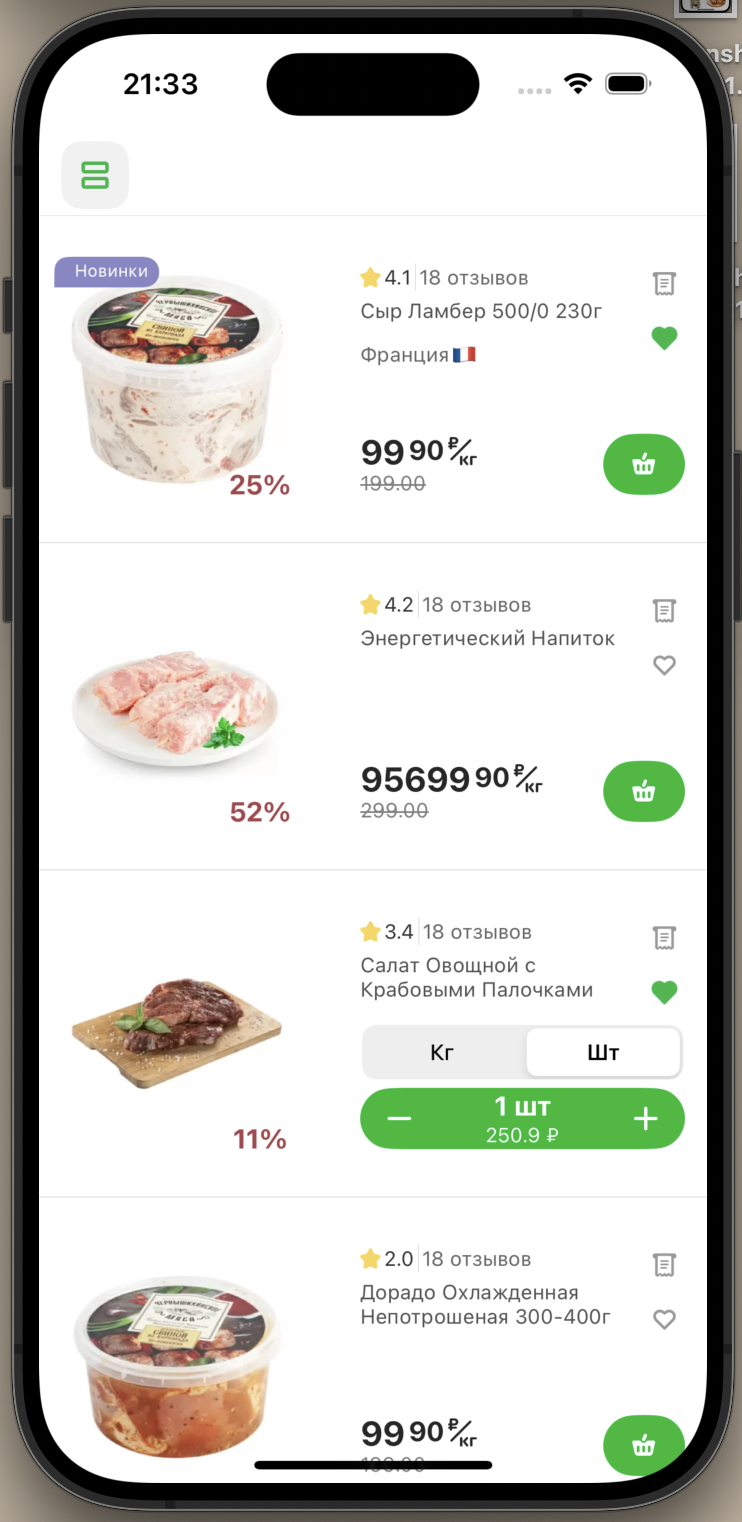 21:33
Новинки
4.1 18 отзывов
Сыр Ламбер 500/0 230г
Франция🇫🇷
99 90 ₽/кг
199.00
25%
4.2 18 отзывов
Энергетический Напиток
95699 90 ₽/кг
299.00
52%
3.4 18 отзывов
Салат Овощной с
Крабовыми Палочками
Кг Шт
1 шт
250.9 ₽
11%
2.0 18 отзывов
Дорадо Охлажденная
Непотрошеная 300-400г
МЯСО
СВИНОЙ
99 90 ₽/кг